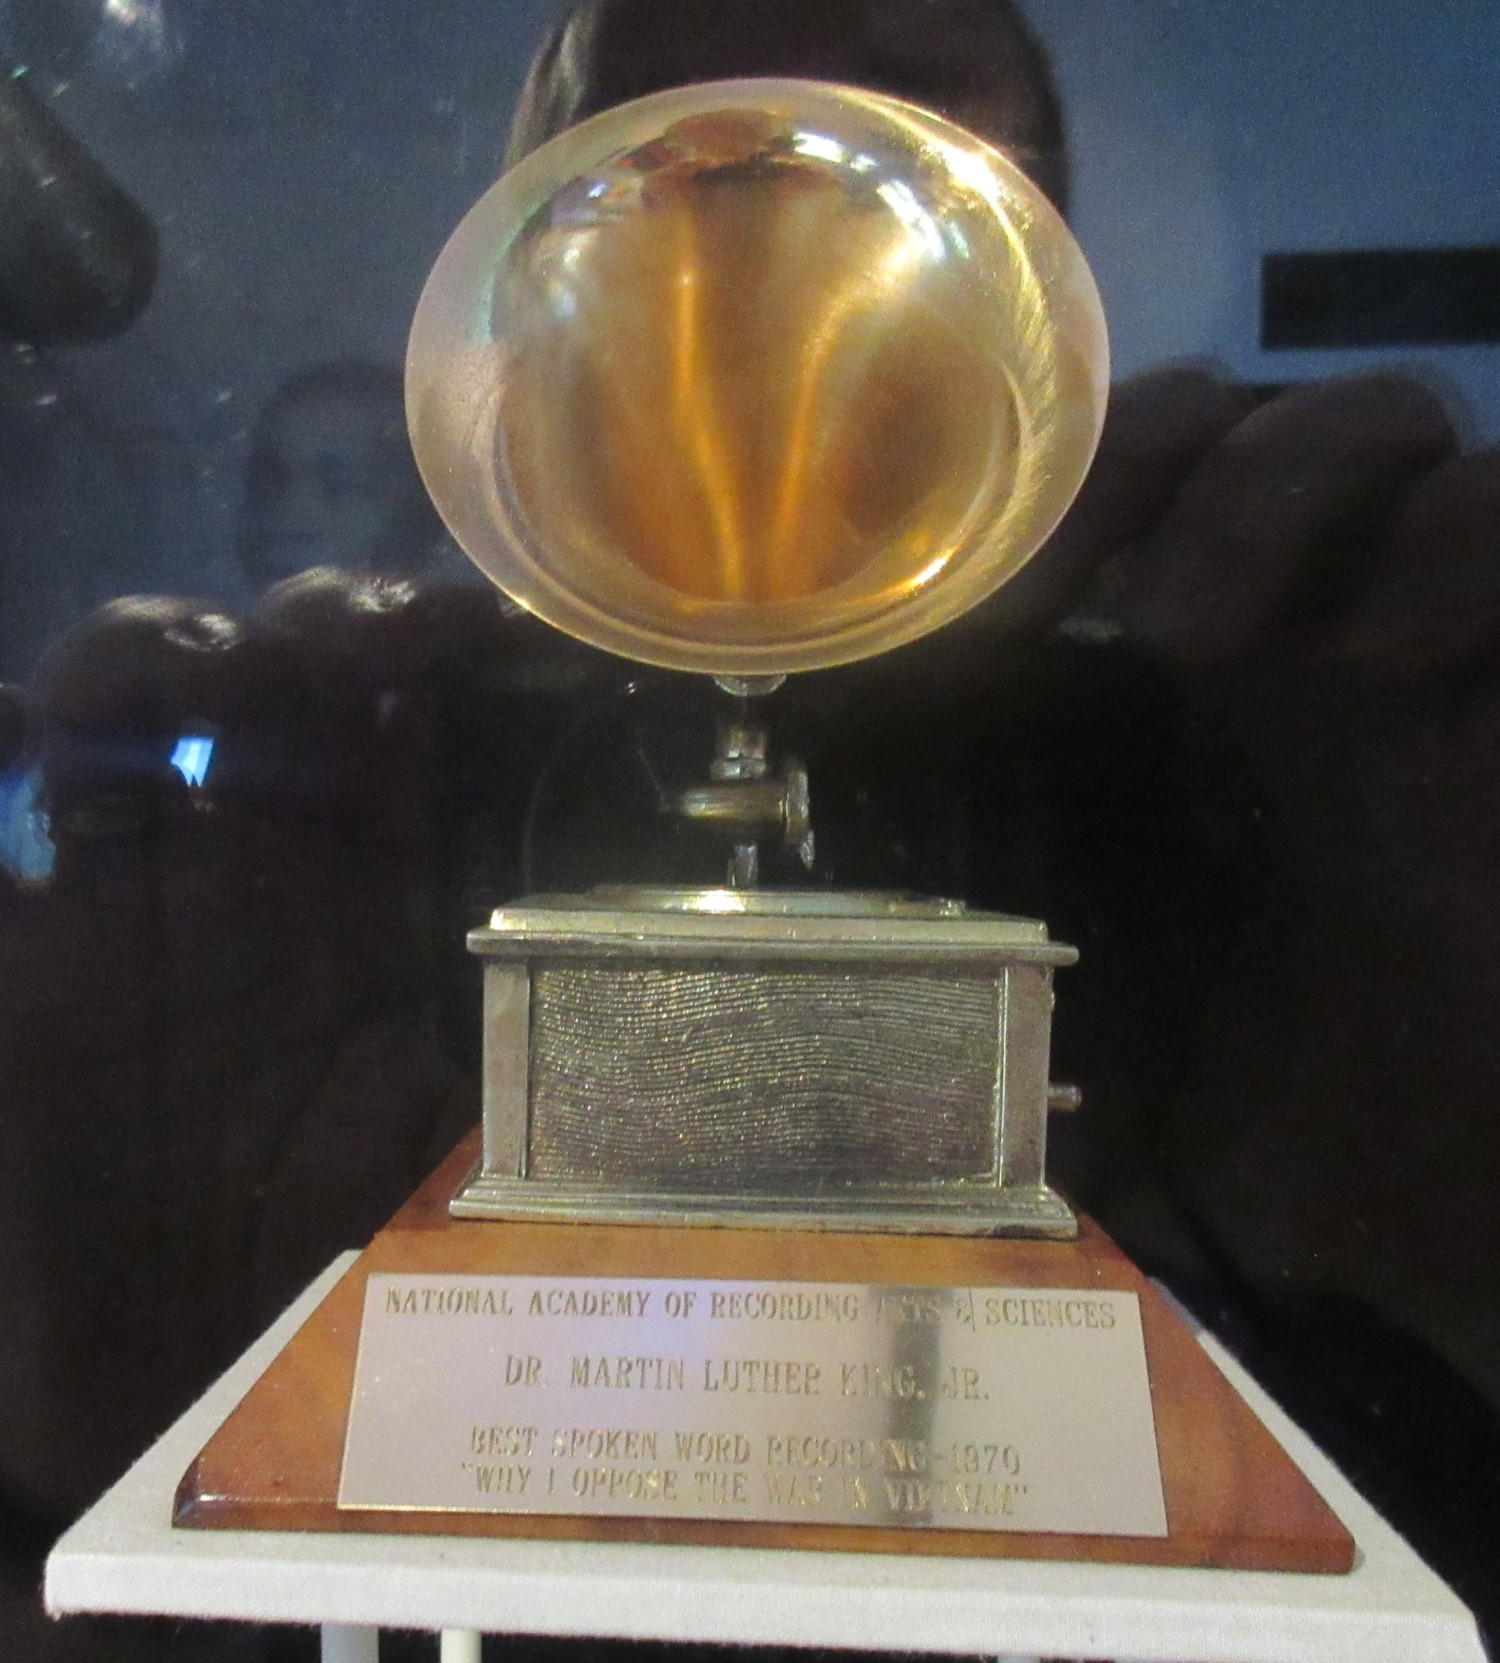 NATIONAL ACADEMY OF RECORDING ARTS & SCIENCES
DR. MARTIN LUTHER KING, JR.
BEST SPOKEN WORD RECORDING-1970
"WHY I OPPOSE THE WAR IN VIETNAM"